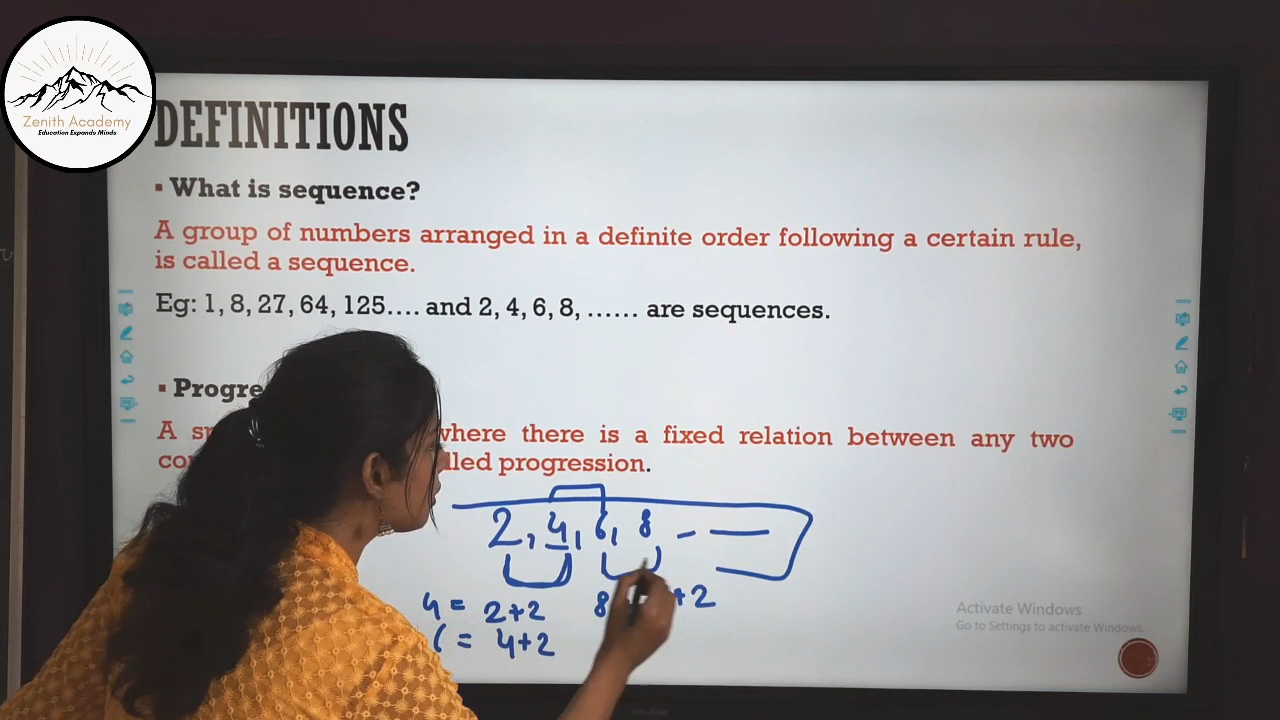 Zenith Academy
Education Expands Minds
DEFINITIONS
▪ What is sequence?
A group of numbers arranged in a definite order following a certain rule,
is called a sequence.
Eg: 1, 8, 27, 64, 125.... and 2, 4, 6, 8, ...... are sequences.
▪
A where there is a fixed relation between any two
progression.
2, 4, 6, 8 - —
4 = 2+2
8 +2
6 = 4+2
Activate Windows
Go to Settings to activate Windows.